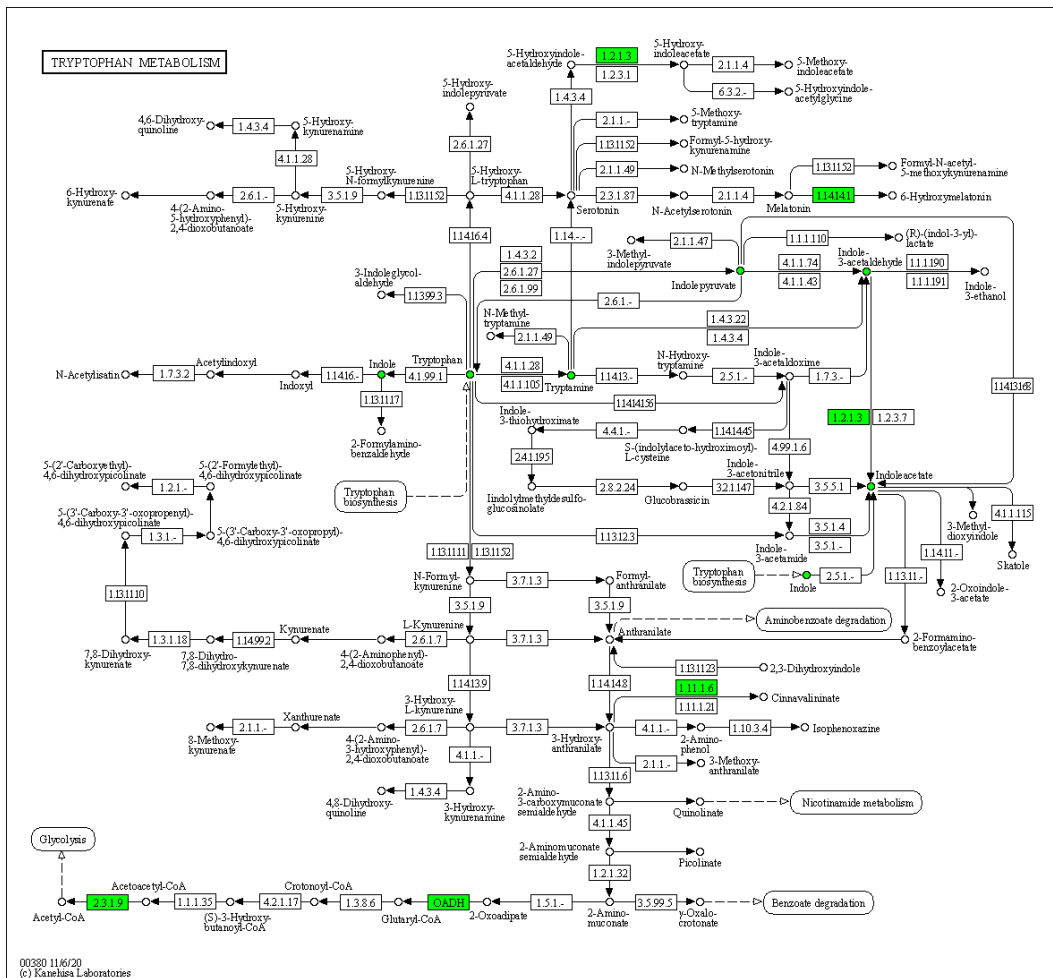 TRYPTOPHAN METABOLISM
5-Hydroxyindole-
acetaldehyde
1.2.1.3
1.2.3.1
5-Hydroxy-
indoleacetate
2.1.1.4
5-Methoxy-
indoleacetate
6.3.2.-
5-Hydroxyindole-
acetylglycine
5-Hydroxy-
indolepyruvate
1.4.3.4
4,6-Dihydroxy-
quinoline
1.4.3.4
5-Hydroxy-
kynurenamine
2.1.1.-
5-Methoxy-
tryptamine
1.13.11.52
Formyl-5-hydroxy-
kynurenamine
4.1.1.28
2.6.1.27
2.1.1.49
N-Methylserotonin
1.13.11.52
Formyl-N-acetyl-
5-methoxykynurenamine
6-Hydroxy-
kynurenate
2.6.1.-
4-(2-Amino-
5-hydroxyphenyl)-
2,4-dioxobutanoate
5-Hydroxy-
kynurenine
3.5.1.9
5-Hydroxy-
N-formylkynurenine
1.13.11.52
5-Hydroxy-
L-tryptophan
4.1.1.28
Serotonin
2.3.1.87
N-Acetylserotonin
2.1.1.4
Melatonin
1.14.14.1
6-Hydroxymelatonin
1.14.16.4
1.14.-.-
3-Methyl-
indolepyruvate
2.1.1.47
1.1.1.110
(R)-(indol-3-yl)-
lactate
1.4.3.2
2.6.1.27
2.6.1.99
Indolepyruvate
4.1.1.74
4.1.1.43
Indole-
3-acetaldehyde
1.1.1.190
1.1.1.191
Indole-
3-ethanol
3-Indoleglycol-
aldehyde
1.13.99.3
2.6.1.-
N-Methyl-
tryptamine
2.1.1.49
1.4.3.22
1.4.3.4
N-Acetylisatin
1.7.3.2
Acetylindoxyl
Indoxyl
1.14.16.-
Indole
4.1.99.1
Tryptophan
4.1.1.28
4.1.1.105
Tryptamine
1.14.13.-
N-Hydroxy-
tryptamine
2.5.1.-
Indole-
3-acetaldoxime
1.7.3.-
1.13.11.17
2-Formylamino-
benzaldehyde
1.14.14.156
1.14.13.168
Indole-
3-thiohydroximate
4.4.1.-
1.14.14.45
S-(indolylaceto-hydroximoyl)-
L-cysteine
1.2.1.3
1.2.3.7
2.4.1.195
4.99.1.6
5-(2'-Carboxyethyl)-
4,6-dihydroxypicolinate
1.2.1.-
5-(2'-Formylethyl)-
4,6-dihydroxypicolinate
Tryptophan
biosynthesis
Iindolylmethyldesulfo-
glucosinolate
2.8.2.24
Glucobrassicin
3.2.1.147
Indole-
3-acetonitrile
3.5.5.1
Indoleacetate
5-(3'-Carboxy-3'-oxopropenyl)-
4,6-dihydroxypicolinate
1.3.1.-
5-(3'-Carboxy-3'-oxopropyl)-
4,6-dihydroxypicolinate
4.2.1.84
3-Methyl-
dioxyindole
4.1.1.115
Skatole
1.13.11.11
1.13.11.52
1.13.12.3
Indole-
3-acetamide
3.5.1.4
3.5.1.-
1.14.11.-
2-Oxoindole-
3-acetate
1.13.11.10
N-Formyl-
kynurenine
3.7.1.3
Formyl-
anthranilate
Tryptophan
biosynthesis
Indole
2.5.1.-
1.13.11.-
3.5.1.9
3.5.1.9
Aminobenzoate degradation
7,8-Dihydroxy-
kynurenate
1.3.1.18
7,8-Dihydro-
7,8-dihydroxykynurenate
1.14.99.2
Kynurenate
4-(2-Aminophenyl)-
2,4-dioxobutanoate
2.6.1.7
L-Kynurenine
3.7.1.3
Anthranilate
2-Formamino-
benzoylacetate
1.13.11.23
2,3-Dihydroxyindole
1.14.13.9
1.14.14.8
1.11.1.6
1.11.1.21
Cinnavalininate
8-Methoxy-
kynurenate
2.1.1.-
Xanthurenate
2.6.1.7
4-(2-Amino-
3-hydroxyphenyl)-
2,4-dioxobutanoate
3-Hydroxy-
L-kynurenine
3.7.1.3
3-Hydroxy-
anthranilate
4.1.1.-
2-Amino-
phenol
1.10.3.4
Isophenoxazine
4.1.1.-
2.1.1.-
3-Methoxy-
anthranilate
4,8-Dihydroxy-
quinoline
1.4.3.4
3-Hydroxy-
kynurenamine
1.13.11.6
2-Amino-
3-carboxymuconate
semialdehyde
Quinolinate
Nicotinamide metabolism
4.1.1.45
2-Aminomuconate
semialdehyde
Picolinate
1.2.1.32
Glycolysis
Acetyl-CoA
2.3.1.9
Acetoacetyl-CoA
1.1.1.35
(S)-3-Hydroxy-
butanoyl-CoA
4.2.1.17
Crotonoyl-CoA
1.3.8.6
Glutaryl-CoA
OADH
2-Oxoadipate
1.5.1.-
2-Amino-
muconate
3.5.99.5
γ-Oxalo-
crotonate
Benzoate degradation
00380 11/6/20
(c) Kanehisa Laboratories